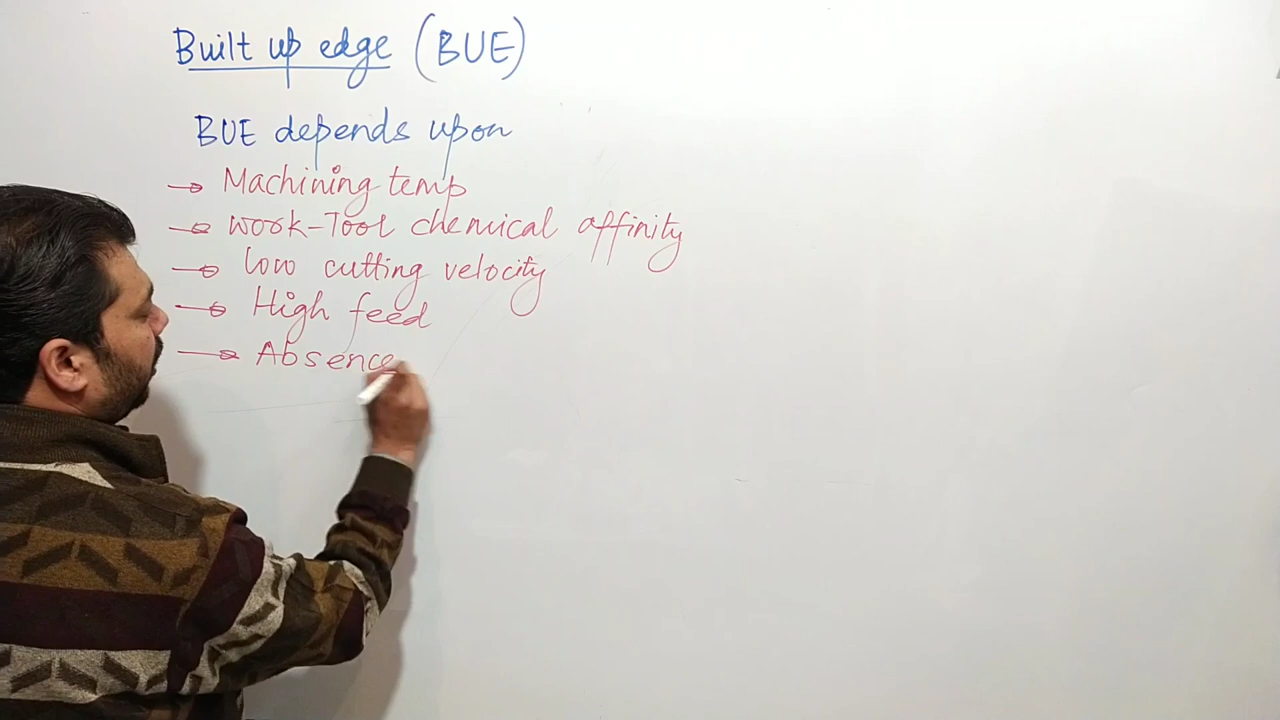 Built up edge (BUE)
BUE depends upon
→ Machining temp
→ Work-Tool chemical affinity
→ low cutting velocity
→ High feed
→ Absence